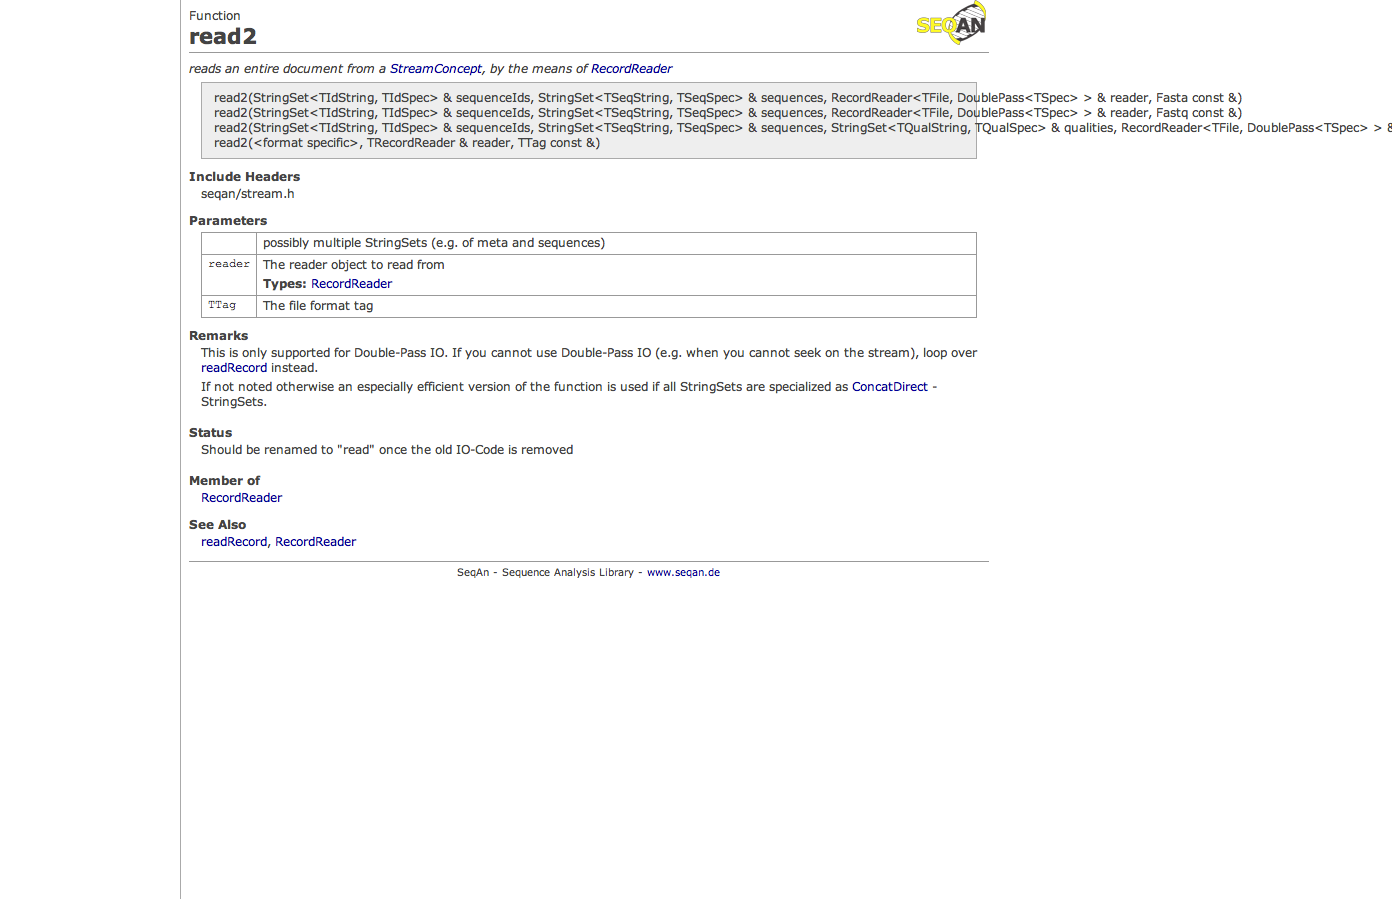 Function
SEQAN
read2
reads an entire document from a StreamConcept, by the means of RecordReader
read2(StringSet<TIdString, TIdSpec> & sequenceIds, StringSet<TSeqString, TSeqSpec> & sequences, RecordReader<TFile, DoublePass<TSpec> > & reader, Fasta const &)
read2(StringSet<TIdString, TIdSpec> & sequenceIds, StringSet<TSeqString, TSeqSpec> & sequences, RecordReader<TFile, DoublePass<TSpec> > & reader, Fastq const &)
read2(StringSet<TIdString, TIdSpec> & sequenceIds, StringSet<TSeqString, TSeqSpec> & sequences, StringSet<TQualString, TQualSpec> & qualities, RecordReader<TFile, DoublePass<TSpec> > &
read2(<format specific>, TRecordReader & reader, TTag const &)
Include Headers
seqan/stream.h
Parameters
possibly multiple StringSets (e.g. of meta and sequences)
reader The reader object to read from
Types: RecordReader
TTag The file format tag
Remarks
This is only supported for Double-Pass IO. If you cannot use Double-Pass IO (e.g. when you cannot seek on the stream), loop over
readRecord instead.
If not noted otherwise an especially efficient version of the function is used if all StringSets are specialized as ConcatDirect -
StringSets.
Status
Should be renamed to "read" once the old IO-Code is removed
Member of
RecordReader
See Also
readRecord, RecordReader
SeqAn - Sequence Analysis Library - www.seqan.de